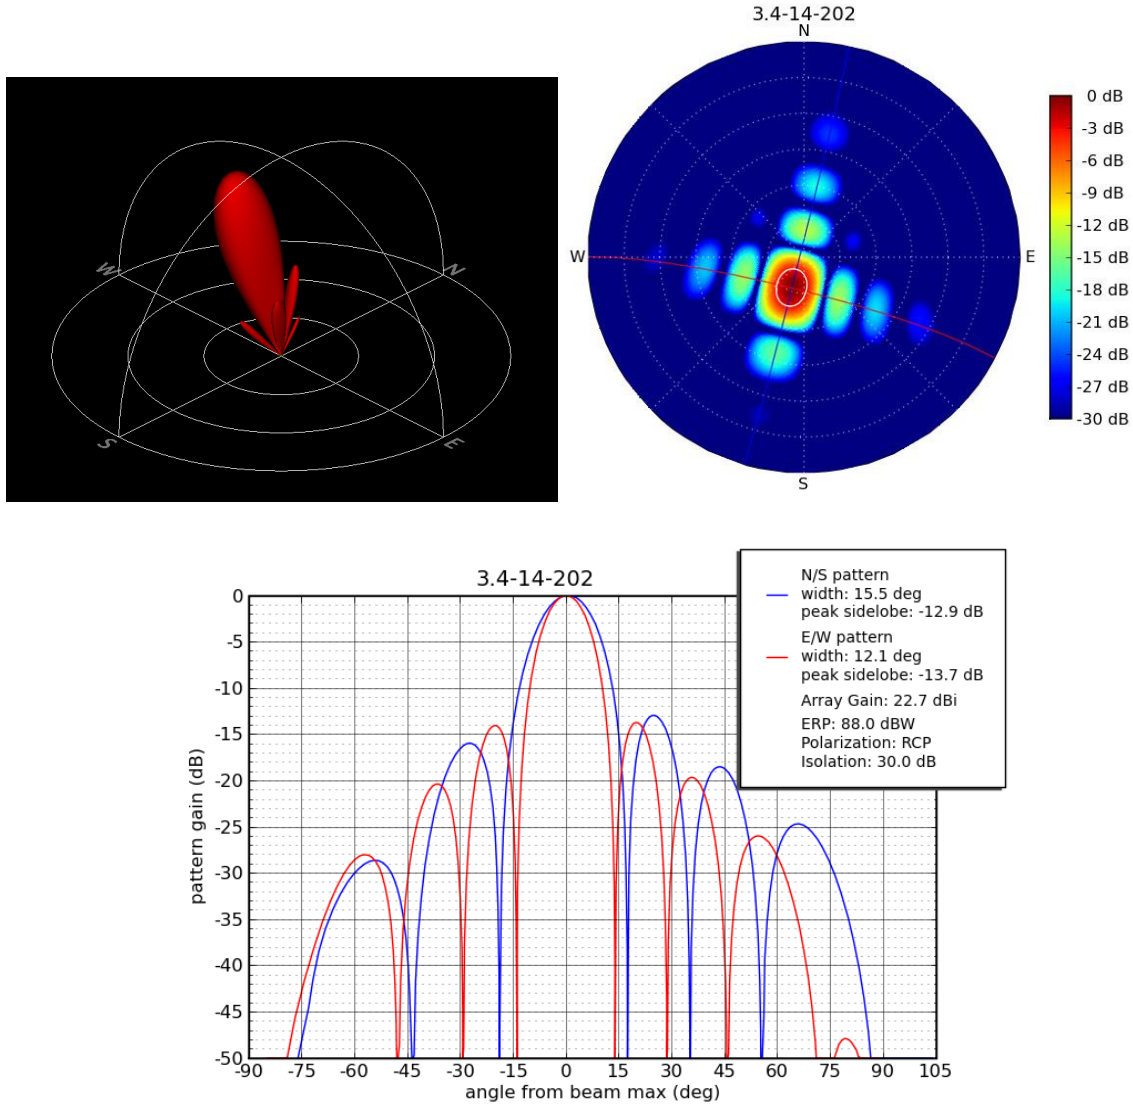 3.4-14-202
N
W
E
S
W
N
S
E
0 dB
-3 dB
-6 dB
-9 dB
-12 dB
-15 dB
-18 dB
-21 dB
-24 dB
-27 dB
-30 dB
3.4-14-202
N/S pattern
width: 15.5 deg
peak sidelobe: -12.9 dB
E/W pattern
width: 12.1 deg
peak sidelobe: -13.7 dB
Array Gain: 22.7 dBi
ERP: 88.0 dBW
Polarization: RCP
Isolation: 30.0 dB
0
-5
-10
-15
-20
-25
-30
-35
-40
-45
-50
pattern gain (dB)
-90 -75 -60 -45 -30 -15 0 15 30 45 60 75 90 105
angle from beam max (deg)